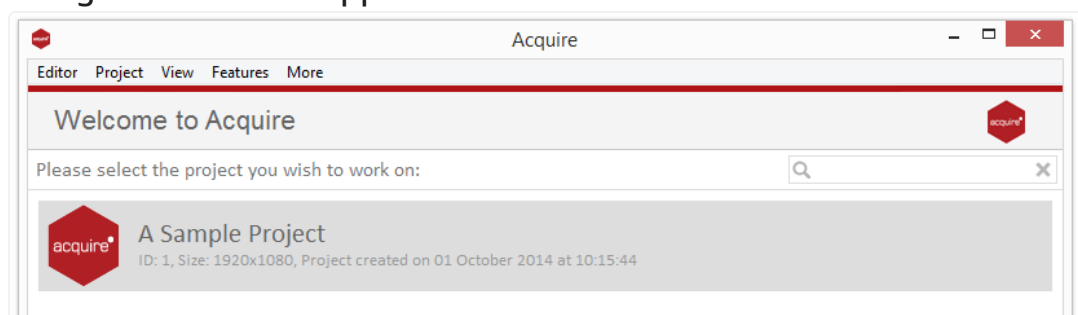 Acquire
Editor Project View Features More
Welcome to Acquire
acquire
Please select the project you wish to work on:
acquire
A Sample Project
ID: 1, Size: 1920x1080, Project created on 01 October 2014 at 10:15:44